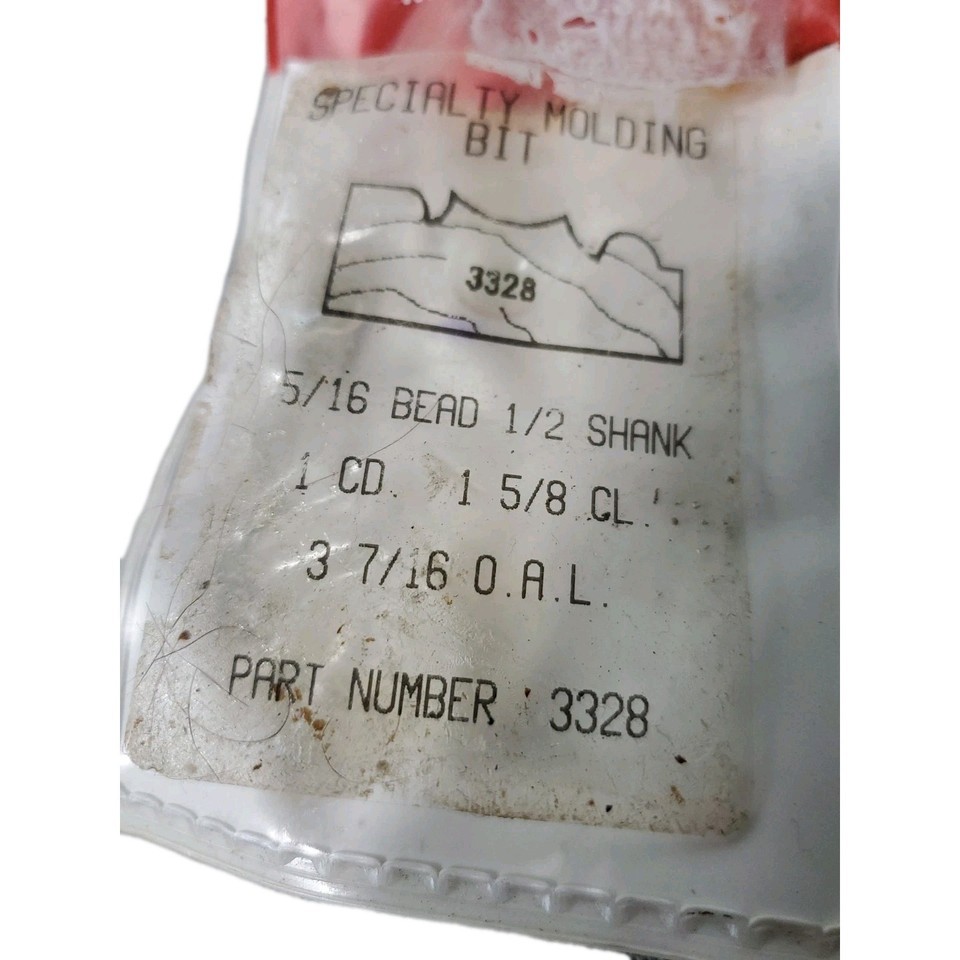 SPECIALTY MOLDING
BIT
3328
5/16 BEAD 1/2 SHANK
1 CD. 1 5/8 CL.
3 7/16 O.A.L.
PART NUMBER 3328